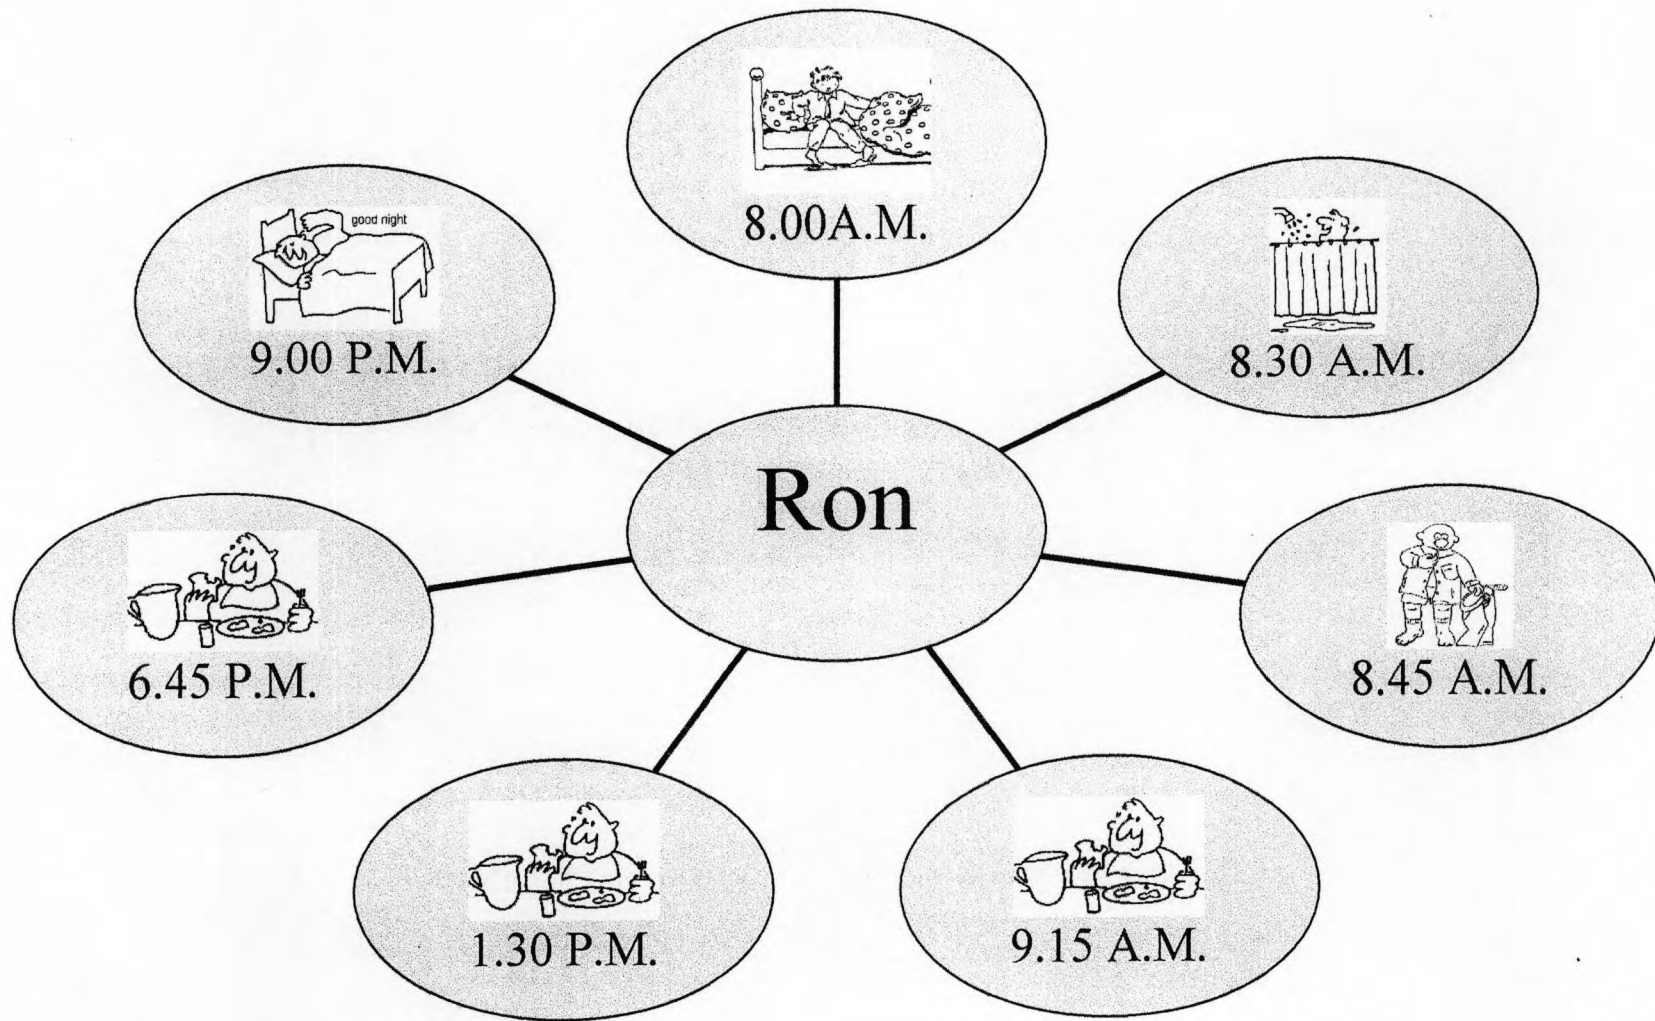 8.00A.M.
good night
9.00 P.M.
8.30 A.M.
Ron
6.45 P.M.
8.45 A.M.
1.30 P.M.
9.15 A.M.